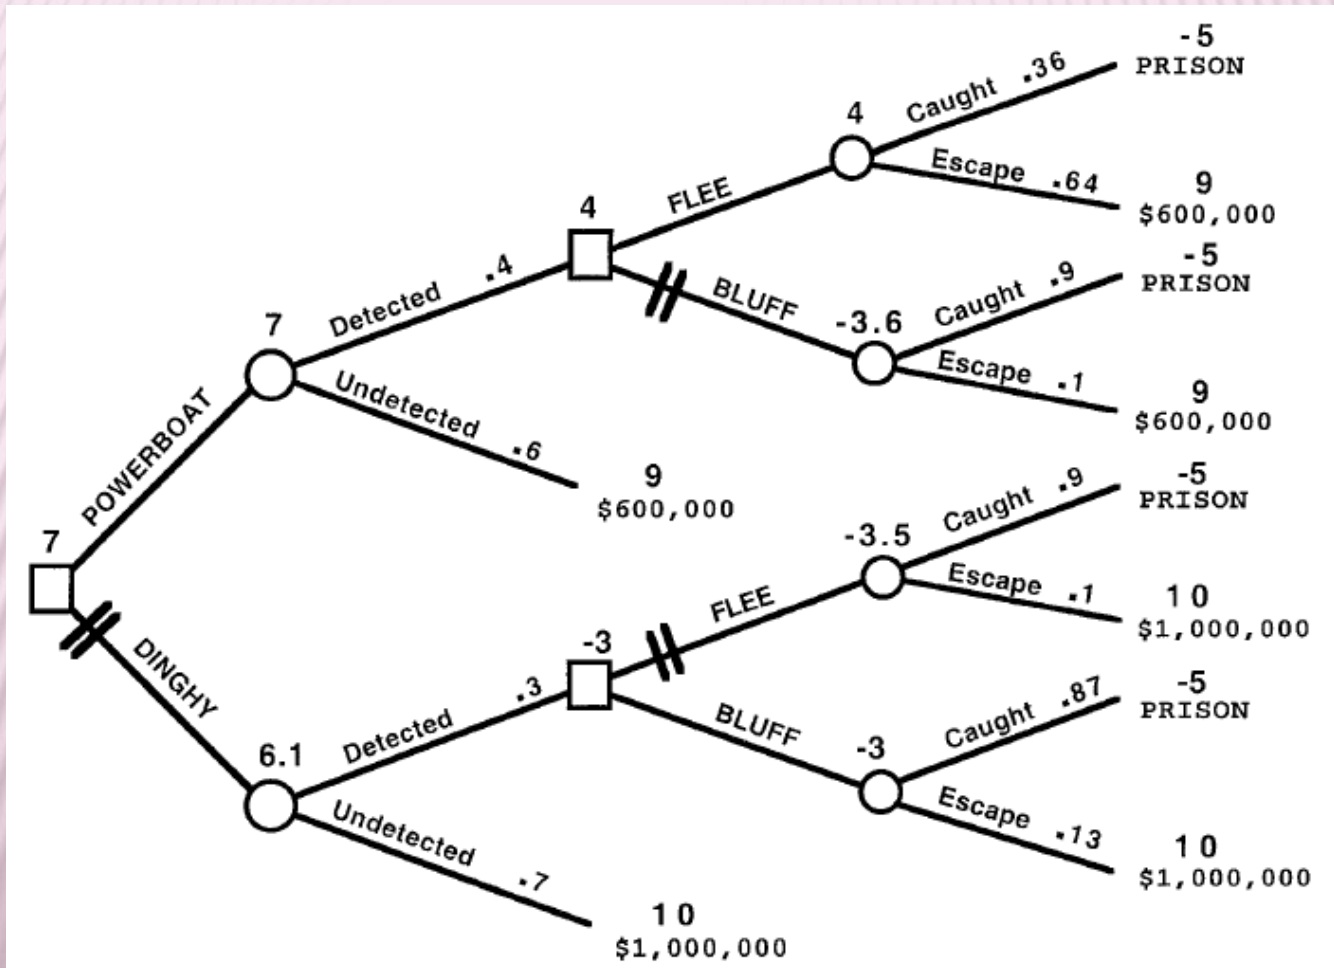 -5
PRISON
Caught .36
4
Escape .64
9
$600,000
FLEE
4
-5
PRISON
Detected .4
BLUFF
Caught .9
-3.6
7
Escape .1
9
$600,000
Undetected .6
POWERBOAT
9
$600,000
-5
PRISON
Caught .9
-3.5
7
Escape .1
10
$1,000,000
FLEE
-3
DINGHY
-5
PRISON
Detected .3
BLUFF
Caught .87
-3
6.1
Escape .13
10
$1,000,000
Undetected .7
10
$1,000,000